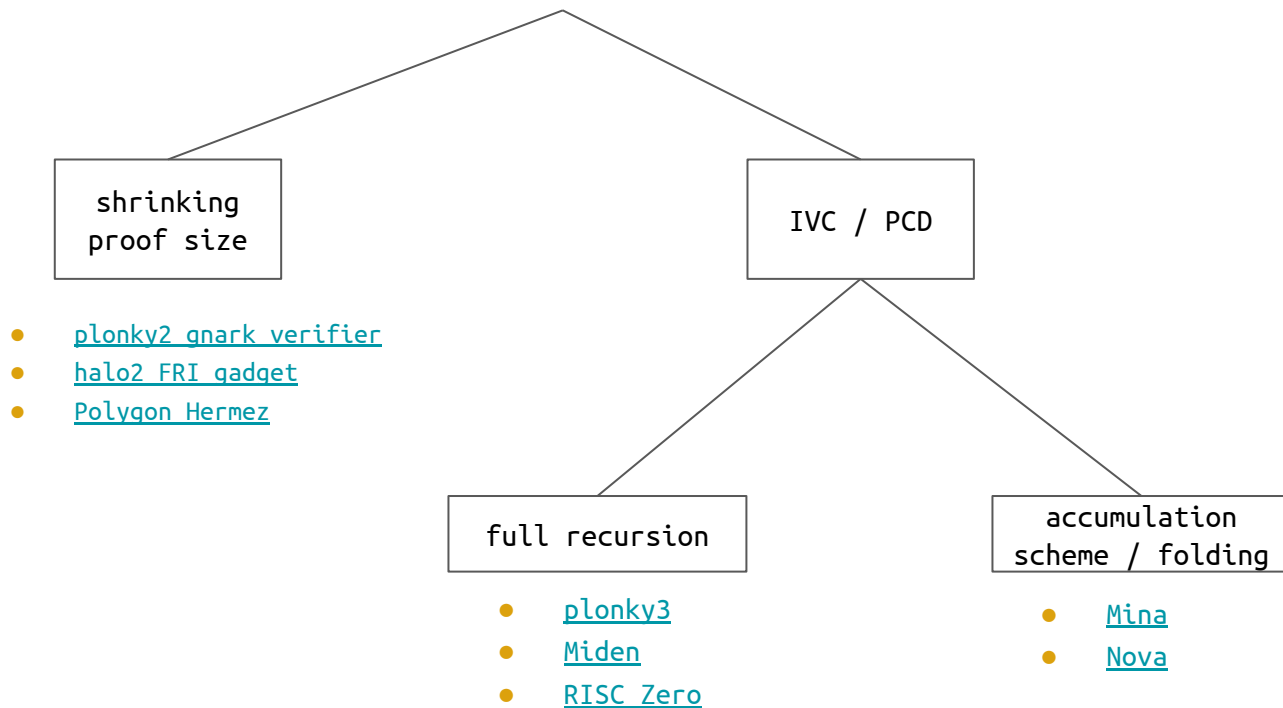 shrinking
proof size
IVC / PCD
plonky2 gnark verifier
halo2 FRI gadget
Polygon Hermez
full recursion
accumulation
scheme / folding
plonky3
Miden
RISC Zero
Mina
Nova